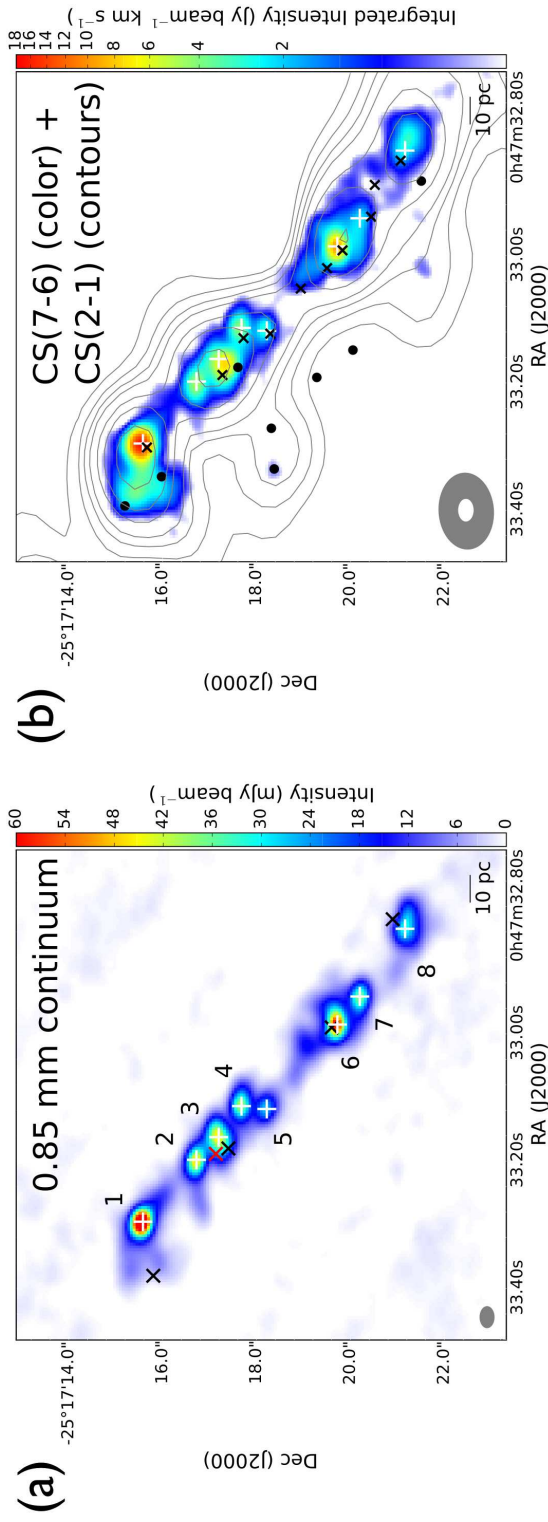 (a)
0.85 mm continuum
1
2
3
4
5
6
7
8
10 pc
-25°17'14.0"
16.0"
18.0"
20.0"
22.0"
Dec (J2000)
33.40s
33.20s
33.00s
0h47m32.80s
RA (J2000)
60
54
48
42
36
30
24
18
12
6
0
Intensity (mJy beam⁻¹)
(b)
CS(7-6) (color) +
CS(2-1) (contours)
10 pc
-25°17'14.0"
16.0"
18.0"
20.0"
22.0"
Dec (J2000)
33.40s
33.20s
33.00s
0h47m32.80s
RA (J2000)
18
16
14
12
10
8
6
4
2
Integrated Intensity (Jy beam⁻¹ km s⁻¹)